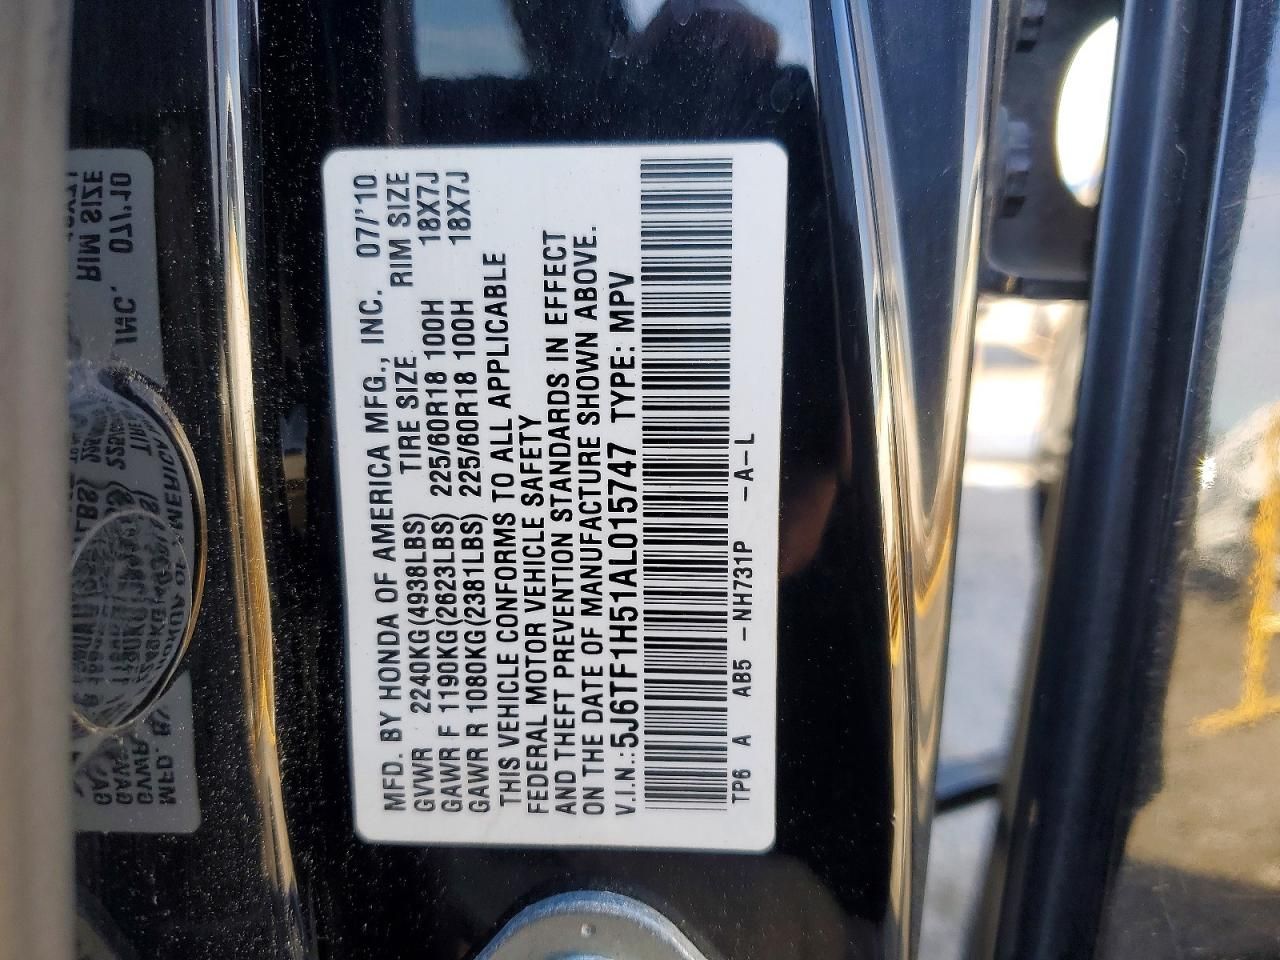 MFD. BY HONDA OF AMERICA MFG., INC. 07/'10
GVWR 2240KG(4938LBS) TIRE SIZE RIM SIZE
GAWR F 1190KG(2623LBS) 225/60R18 100H 18X7J
GAWR R 1080KG(2381LBS) 225/60R18 100H 18X7J
THIS VEHICLE CONFORMS TO ALL APPLICABLE
FEDERAL MOTOR VEHICLE SAFETY
AND THEFT PREVENTION STANDARDS IN EFFECT
ON THE DATE OF MANUFACTURE SHOWN ABOVE.
V.I.N.:5J6TF1H51AL015747 TYPE: MPV
TP6 A AB5 -NH731P -A-L